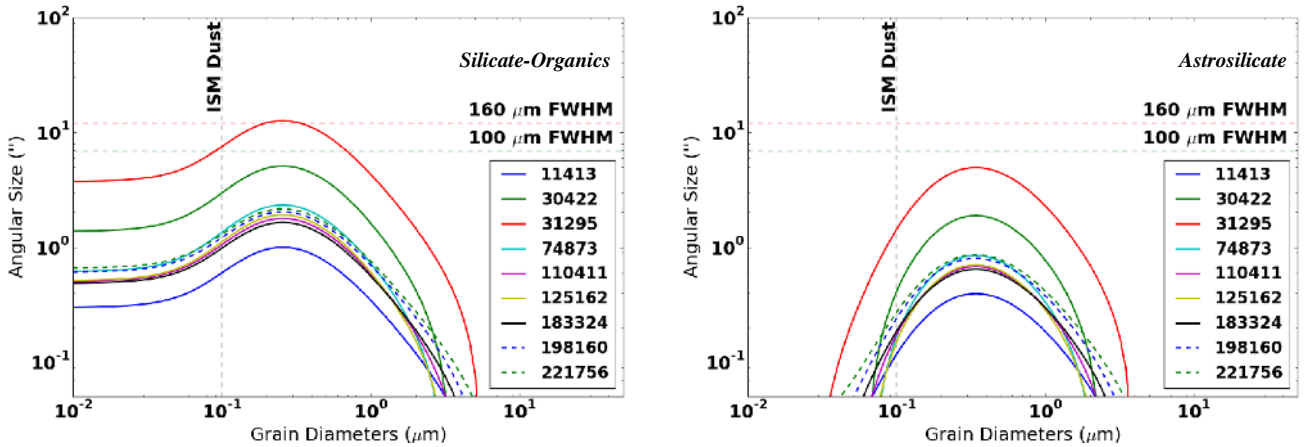 10²
10¹
10⁰
10⁻¹
Angular Size (")
ISM Dust
Silicate-Organics
160 μm FWHM
100 μm FWHM
11413
30422
31295
74873
110411
125162
183324
198160
221756
10⁻²
10⁻¹
10⁰
10¹
Grain Diameters (μm)
10²
10¹
10⁰
10⁻¹
Angular Size (")
ISM Dust
Astrosilicate
160 μm FWHM
100 μm FWHM
11413
30422
31295
74873
110411
125162
183324
198160
221756
10⁻²
10⁻¹
10⁰
10¹
Grain Diameters (μm)